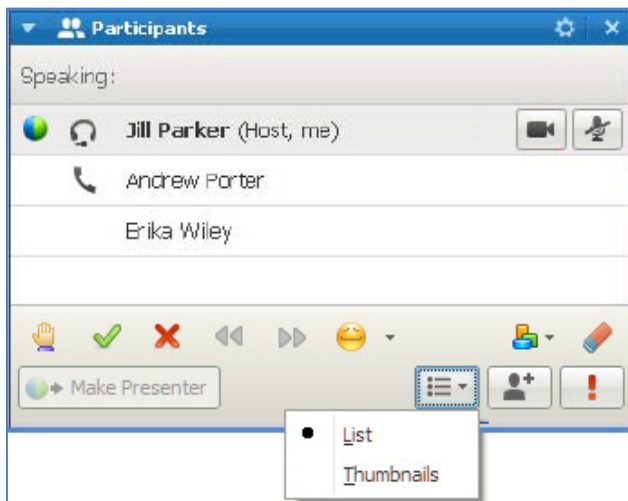 Participants
Speaking:
Jill Parker (Host, me)
Andrew Porter
Erika Wiley
Make Presenter
List
Thumbnails